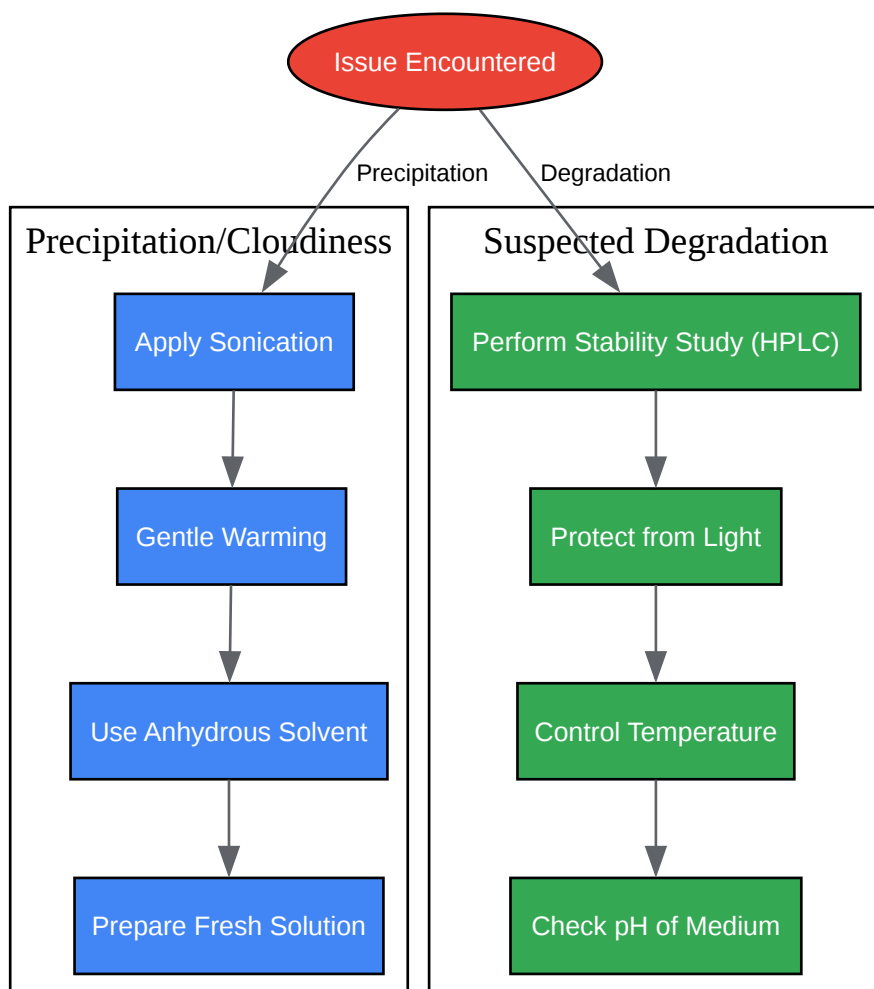 Issue Encountered
Precipitation
Degradation
Precipitation/Cloudiness
Apply Sonication
Gentle Warming
Use Anhydrous Solvent
Prepare Fresh Solution
Suspected Degradation
Perform Stability Study (HPLC)
Protect from Light
Control Temperature
Check pH of Medium